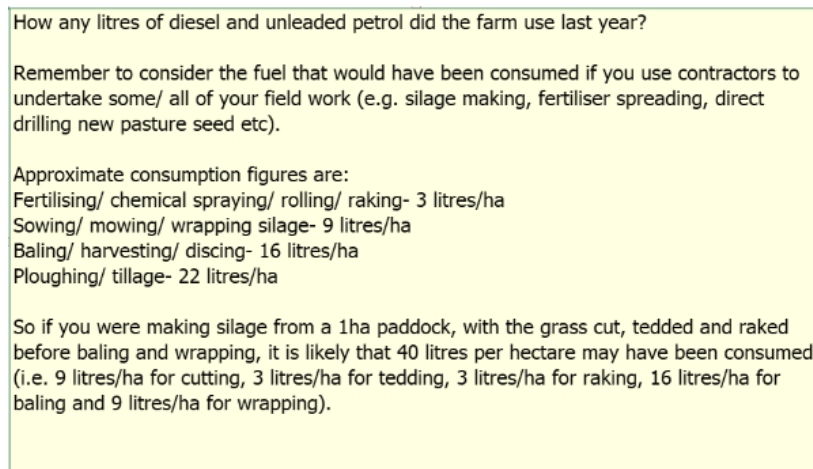 How any litres of diesel and unleaded petrol did the farm use last year?
Remember to consider the fuel that would have been consumed if you use contractors to
undertake some/ all of your field work (e.g. silage making, fertiliser spreading, direct
drilling new pasture seed etc).
Approximate consumption figures are:
Fertilising/ chemical spraying/ rolling/ raking- 3 litres/ha
Sowing/ mowing/ wrapping silage- 9 litres/ha
Baling/ harvesting/ discing- 16 litres/ha
Ploughing/ tillage- 22 litres/ha
So if you were making silage from a 1ha paddock, with the grass cut, tedded and raked
before baling and wrapping, it is likely that 40 litres per hectare may have been consumed
(i.e. 9 litres/ha for cutting, 3 litres/ha for tedding, 3 litres/ha for raking, 16 litres/ha for
baling and 9 litres/ha for wrapping).